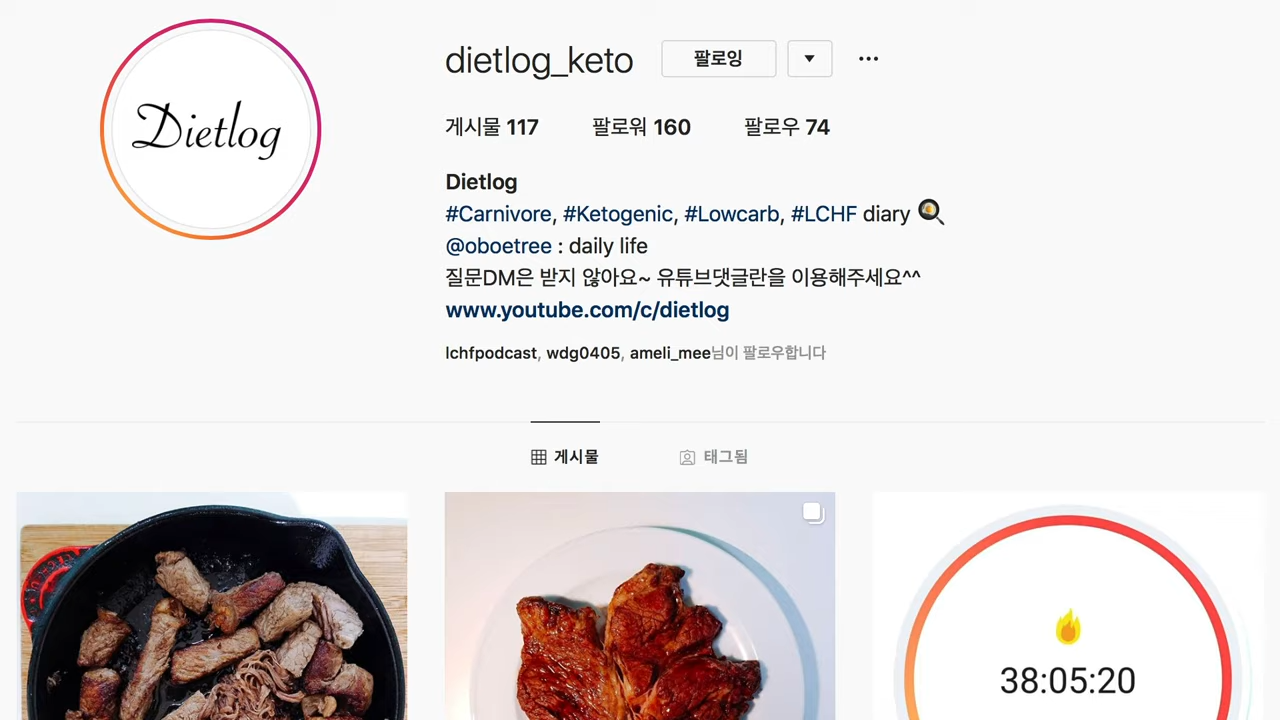 Dietlog
dietlog_keto 팔로잉
게시물 117 팔로워 160 팔로우 74
Dietlog
#Carnivore, #Ketogenic, #Lowcarb, #LCHF diary
@oboetree : daily life
질문DM은 받지 않아요~ 유튜브댓글란을 이용해주세요^^
www.youtube.com/c/dietlog
lchfpodcast, wdg0405, ameli_mee님이 팔로우합니다
게시물 태그됨
38:05:20